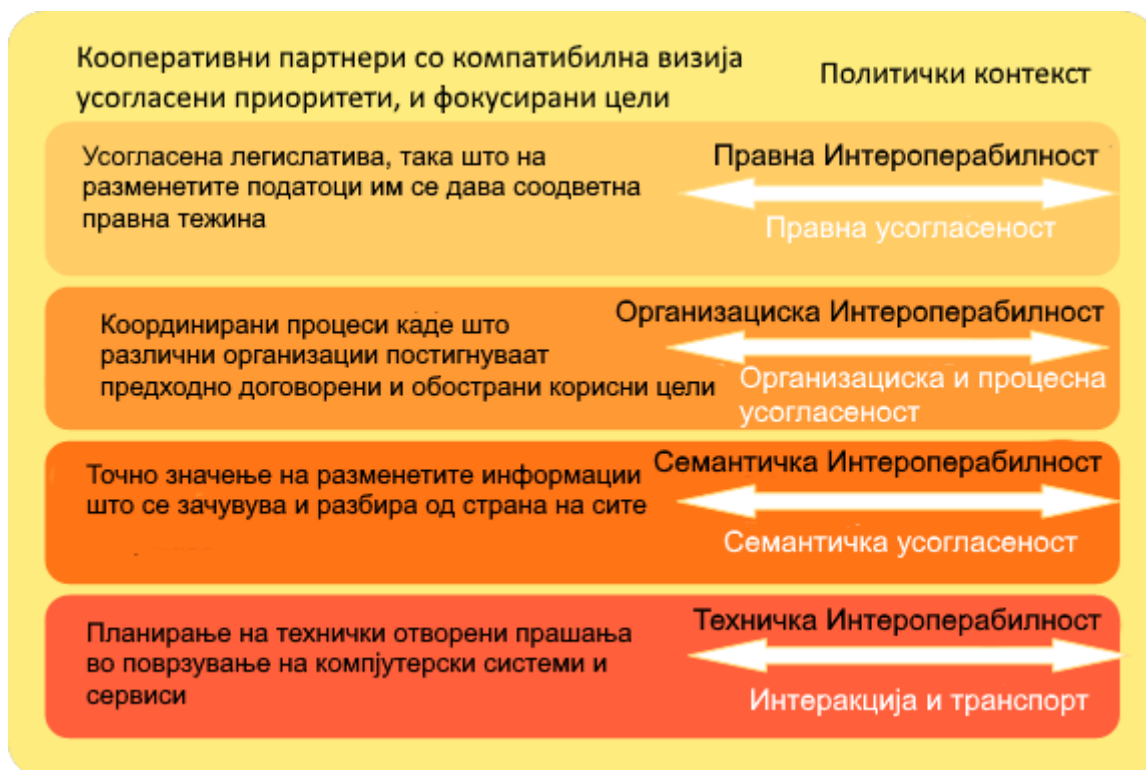 Кооперативни партнери со компатибилна визија
усогласени приоритети, и фокусирани цели
Политички контекст
Усогласена легислатива, така што на
разменетите податоци им се дава соодветна
правна тежина
Правна Интероперабилност
Правна усогласеност
Координирани процеси каде што
различни организации постигнуваат
предходно договорени и обострани корисни цели
Организациска Интероперабилност
Организациска и процесна
усогласеност
Точно значење на разменетите информации
што се зачувува и разбира од страна на сите
Семантичка Интероперабилност
Семантичка усогласеност
Планирање на технички отворени прашања
во поврзување на компјутерски системи и
сервиси
Техничка Интероперабилност
Интеракција и транспорт